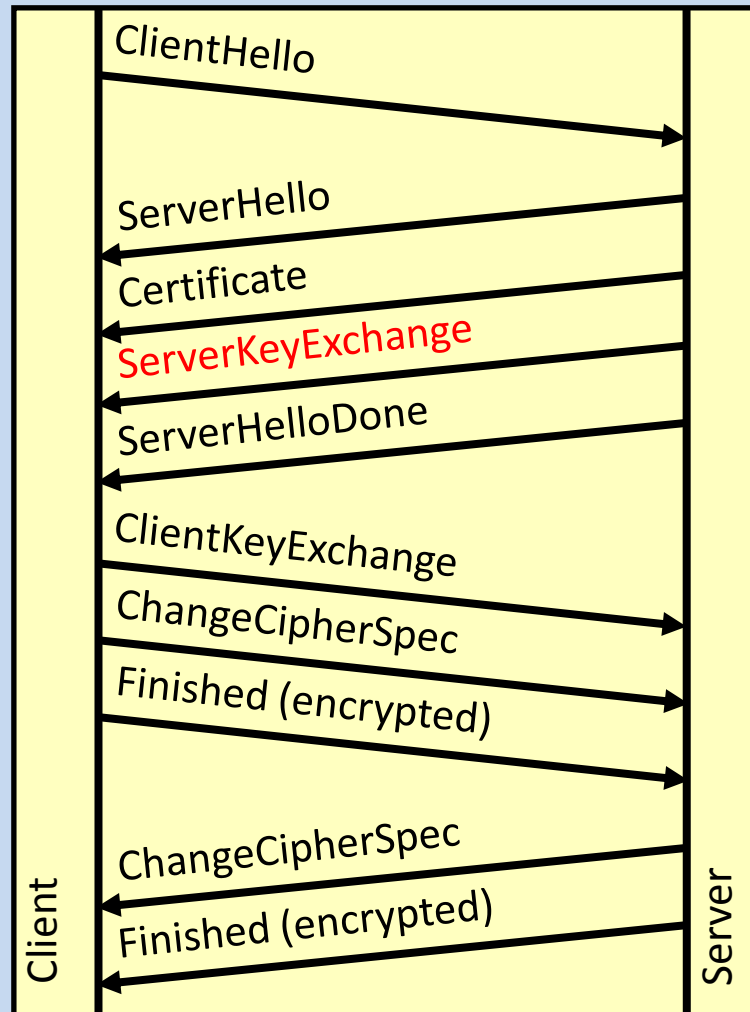 ClientHello
ServerHello
Certificate
ServerKeyExchange
ServerHelloDone
ClientKeyExchange
ChangeCipherSpec
Finished (encrypted)
ChangeCipherSpec
Finished (encrypted)
Client
Server